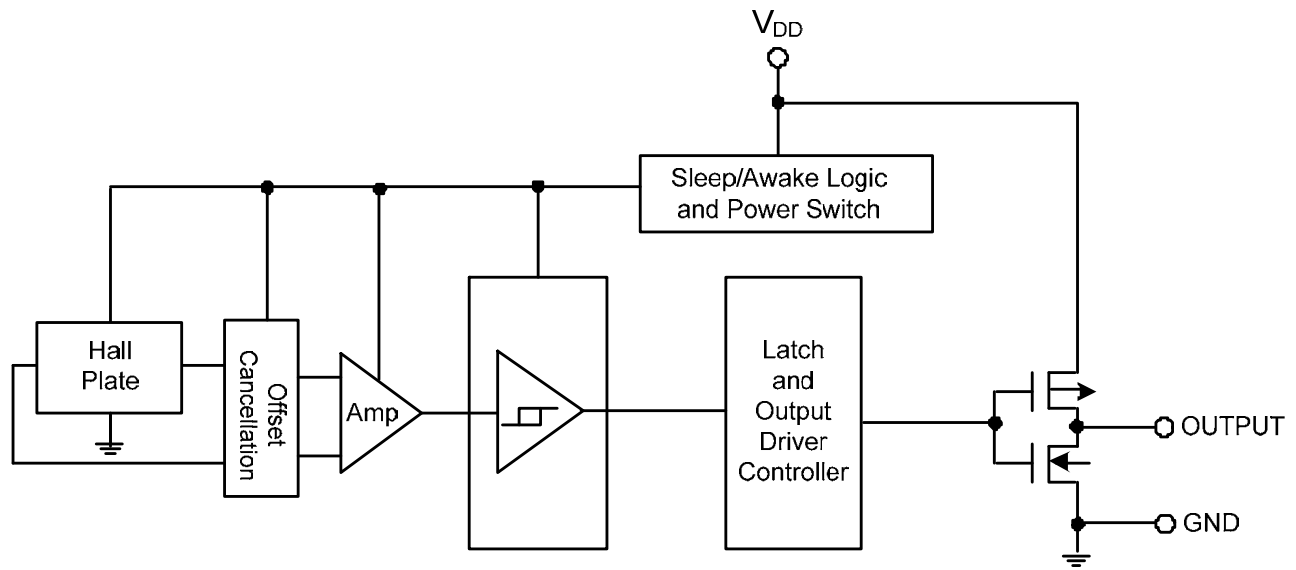 VDD
Sleep/Awake Logic
and Power Switch
Hall
Plate
Offset
Cancellation
Amp
Latch
and
Output
Driver
Controller
OUTPUT
GND